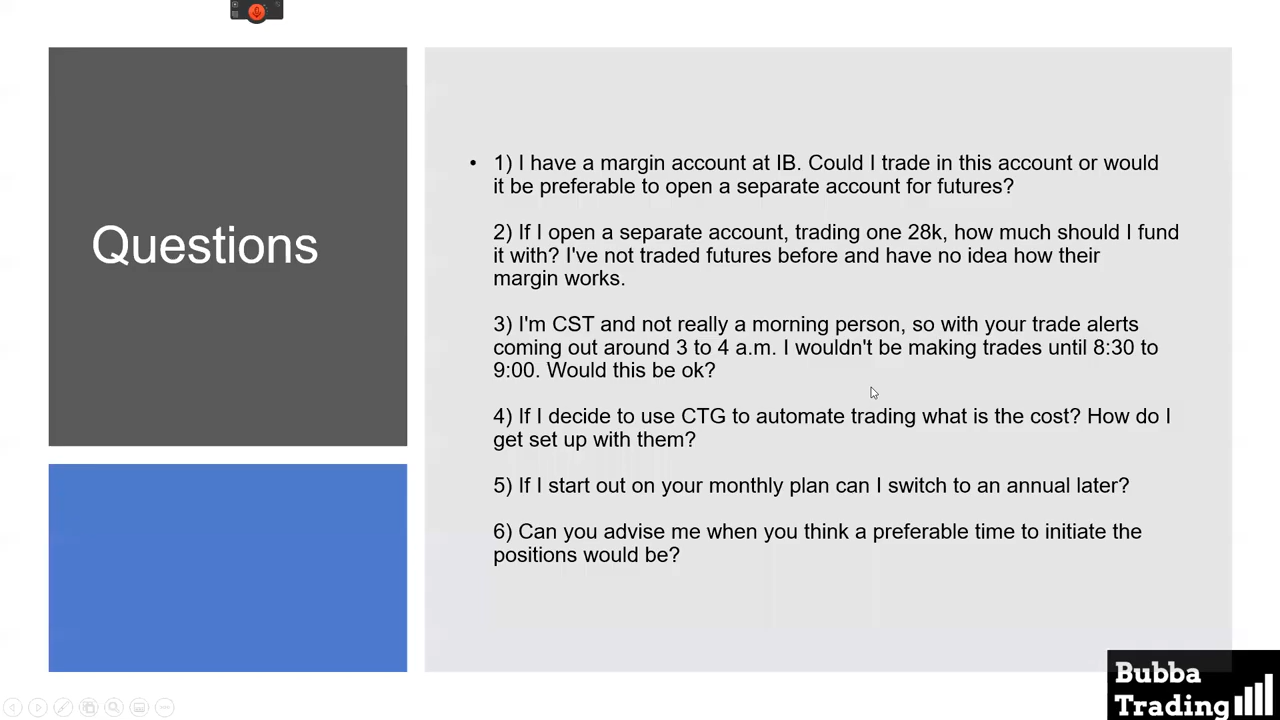 Questions
• 1) I have a margin account at IB. Could I trade in this account or would
it be preferable to open a separate account for futures?
2) If I open a separate account, trading one 28k, how much should I fund
it with? I've not traded futures before and have no idea how their
margin works.
3) I'm CST and not really a morning person, so with your trade alerts
coming out around 3 to 4 a.m. I wouldn't be making trades until 8:30 to
9:00. Would this be ok?
4) If I decide to use CTG to automate trading what is the cost? How do I
get set up with them?
5) If I start out on your monthly plan can I switch to an annual later?
6) Can you advise me when you think a preferable time to initiate the
positions would be?
Bubba
Trading